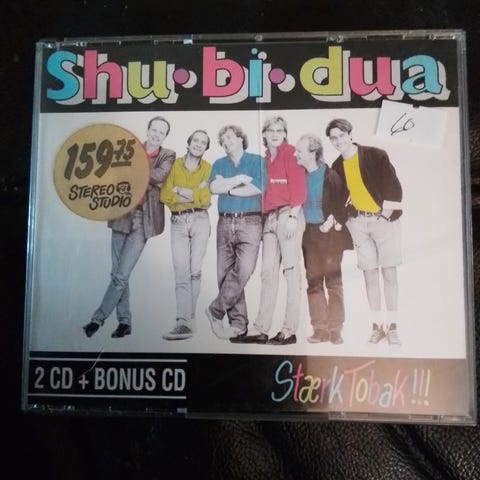 Shu·bi·dua
60
159.75
STEREO
STUDIO
2 CD + BONUS CD
Stærk Tobak!!!